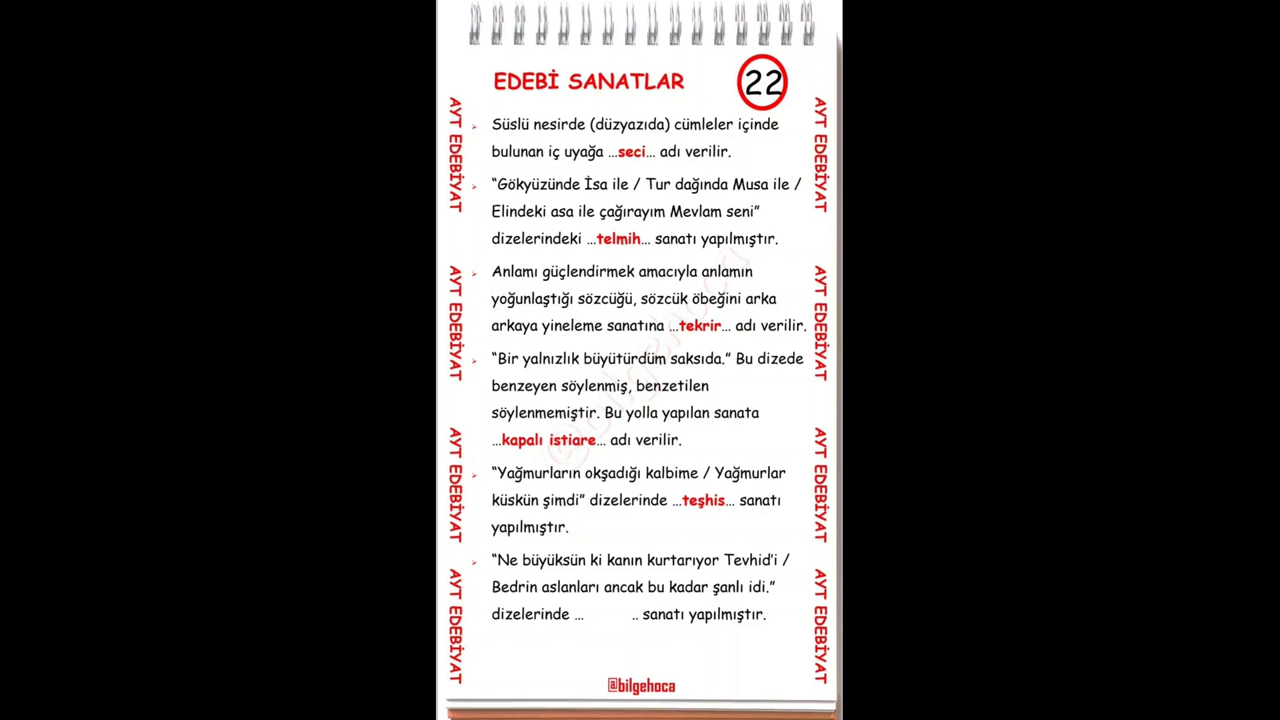 EDEBİ SANATLAR
22
Süslü nesirde (düzyazıda) cümleler içinde
bulunan iç uyağa …seci… adı verilir.
“Gökyüzünde İsa ile / Tur dağında Musa ile /
Elindeki asa ile çağırayım Mevlam seni”
dizelerindeki …telmih… sanatı yapılmıştır.
Anlamı güçlendirmek amacıyla anlamın
yoğunlaştığı sözcüğü, sözcük öbeğini arka
arkaya yineleme sanatına …tekrir… adı verilir.
“Bir yalnızlık büyütürdüm saksıda.” Bu dizede
benzeyen söylenmiş, benzetilen
söylenmemiştir. Bu yolla yapılan sanata
…kapalı istiare… adı verilir.
“Yağmurların okşadığı kalbime / Yağmurlar
küskün şimdi” dizelerinde …teşhis… sanatı
yapılmıştır.
“Ne büyüksün ki kanın kurtarıyor Tevhid’i /
Bedrin aslanları ancak bu kadar şanlı idi.”
dizelerinde … .. sanatı yapılmıştır.
@bilgehoca
@bilgehoca
AYT EDEBİYAT
AYT EDEBİYAT
AYT EDEBİYAT
AYT EDEBİYAT
AYT EDEBİYAT
AYT EDEBİYAT
AYT EDEBİYAT
AYT EDEBİYAT